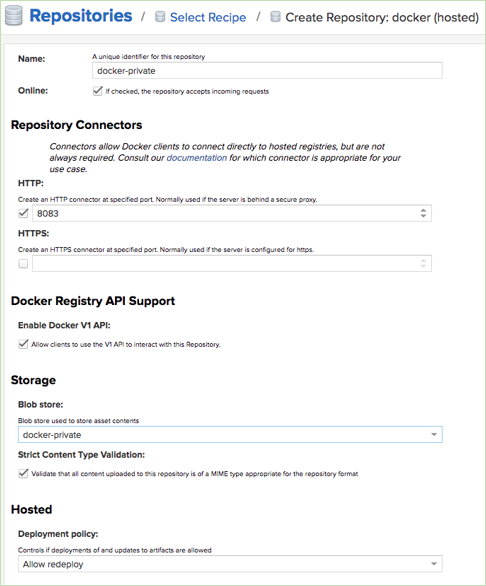 Repositories / Select Recipe / Create Repository: docker (hosted)
Name:
A unique identifier for this repository
docker-private
Online:
If checked, the repository accepts incoming requests
Repository Connectors
Connectors allow Docker clients to connect directly to hosted registries, but are not
always required. Consult our documentation for which connector is appropriate for your
use case.
HTTP:
Create an HTTP connector at specified port. Normally used if the server is behind a secure proxy.
8083
HTTPS:
Create an HTTPS connector at specified port. Normally used if the server is configured for https.
Docker Registry API Support
Enable Docker V1 API:
Allow clients to use the V1 API to interact with this Repository.
Storage
Blob store:
Blob store used to store asset contents
docker-private
Strict Content Type Validation:
Validate that all content uploaded to this repository is of a MIME type appropriate for the repository format
Hosted
Deployment policy:
Controls if deployments of and updates to artifacts are allowed
Allow redeploy